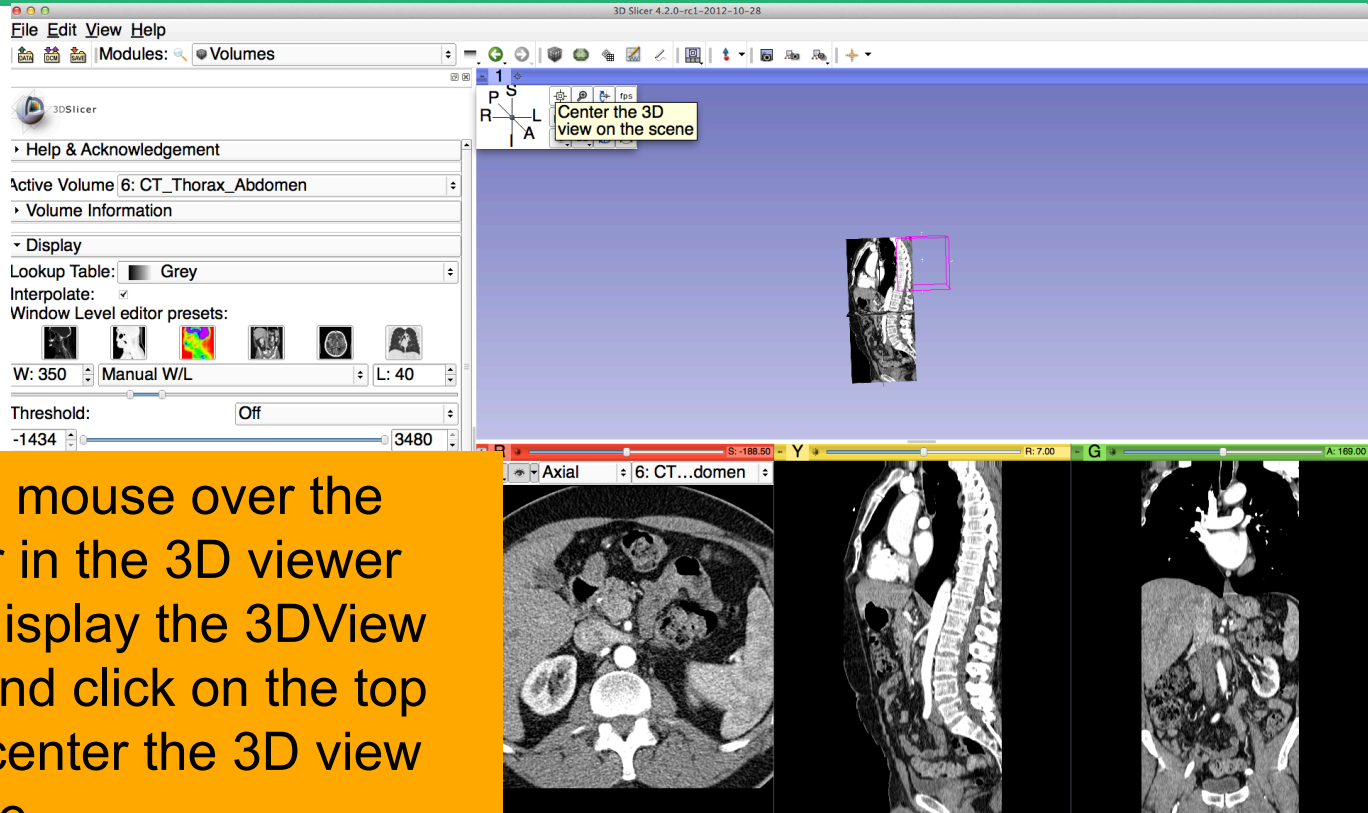 3D Slicer 4.2.0-rc1-2012-10-28
File Edit View Help
DATA DCM SAVE Modules: Volumes
1
3DSlicer
P S
R L
A
I
fps
Center the 3D
view on the scene
Help & Acknowledgement
Active Volume 6: CT_Thorax_Abdomen
Volume Information
Display
Lookup Table: Grey
Interpolate:
Window Level editor presets:
W: 350 Manual W/L L: 40
Threshold: Off
-1434 3480
R S: -188.50 Y R: 7.00 G A: 169.00
Axial 6: CT…domen
mouse over the
in the 3D viewer
isplay the 3DView
nd click on the top
center the 3D view